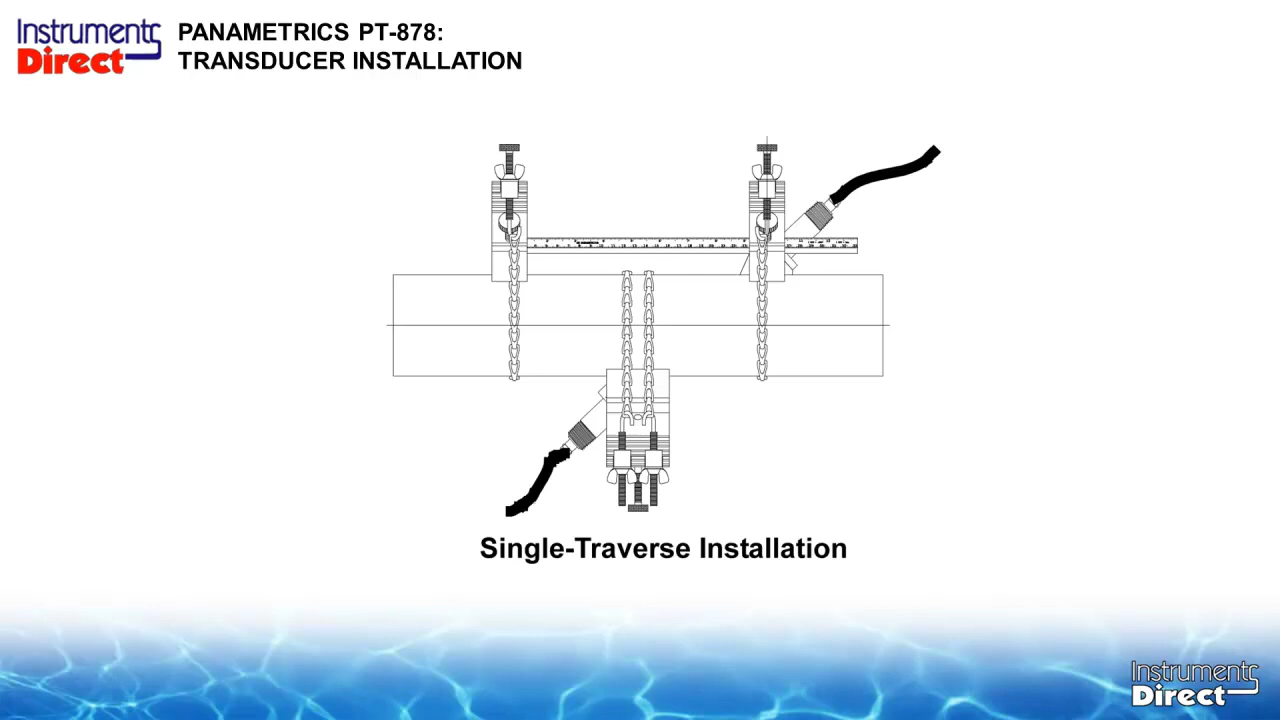 Instruments
Direct
PANAMETRICS PT-878:
TRANSDUCER INSTALLATION
Single-Traverse Installation
Instruments
Direct